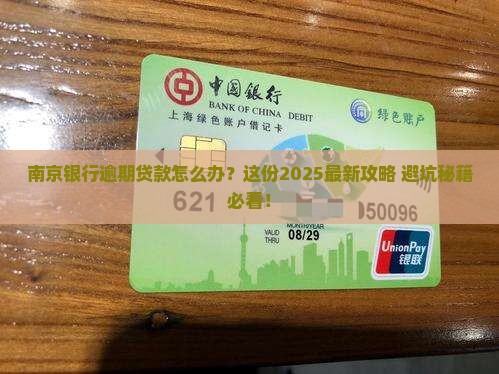 中国银行
BANK OF CHINA DEBIT
上海绿色账户借记卡
绿色账户
南京银行逾期贷款怎么办？这份2025最新攻略 避坑秘籍
必看！
621
050096
MONTH/YEAR
VALID
THRU
08/29
UnionPay
银联